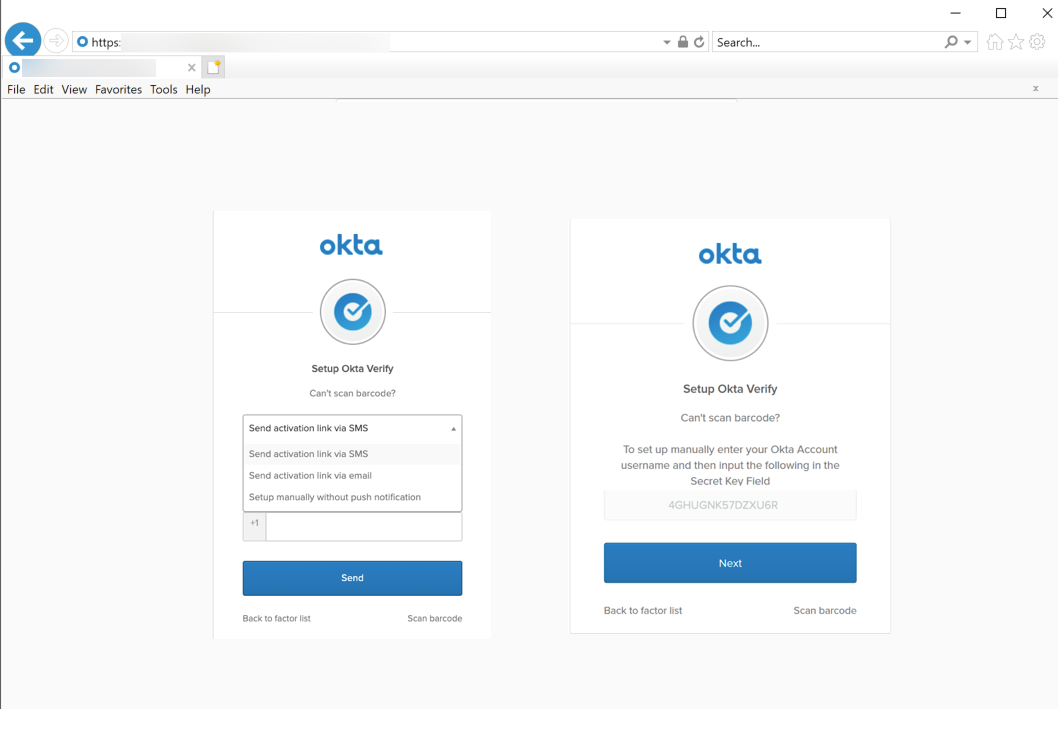 https:
Search...
File Edit View Favorites Tools Help
okta
Setup Okta Verify
Can't scan barcode?
Send activation link via SMS
Send activation link via SMS
Send activation link via email
Setup manually without push notification
+1
Send
Back to factor list Scan barcode
okta
Setup Okta Verify
Can't scan barcode?
To set up manually enter your Okta Account
username and then input the following in the
Secret Key Field
4GHUGNK57DZXU6R
Next
Back to factor list Scan barcode